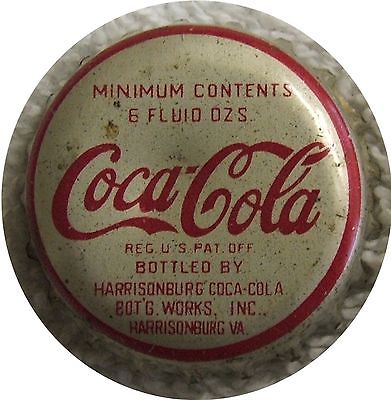 MINIMUM CONTENTS
6 FLUID OZS.
Coca-Cola
REG. U.S. PAT. OFF.
BOTTLED BY
HARRISONBURG COCA-COLA
BOT'G. WORKS, INC.,
HARRISONBURG VA.